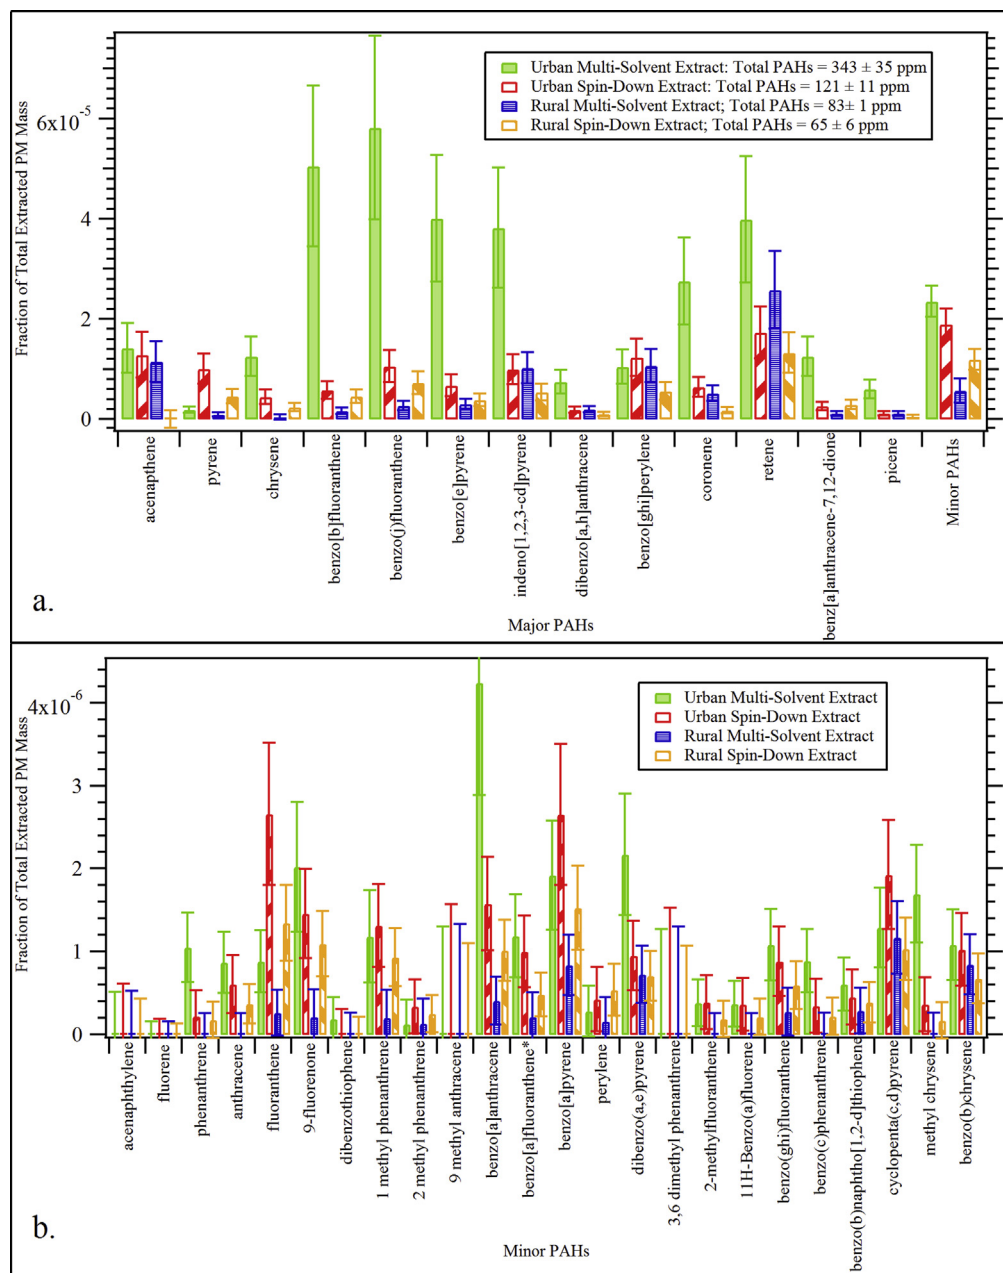 Fraction of Total Extracted PM Mass
6x10⁻⁵
4
2
0
Urban Multi-Solvent Extract: Total PAHs = 343 ± 35 ppm
Urban Spin-Down Extract: Total PAHs = 121 ± 11 ppm
Rural Multi-Solvent Extract; Total PAHs = 83± 1 ppm
Rural Spin-Down Extract; Total PAHs = 65 ± 6 ppm
acenapthene
pyrene
chrysene
benzo[b]fluoranthene
benzo(j)fluoranthene
benzo[e]pyrene
indeno[1,2,3-cd]pyrene
dibenzo[a,h]anthracene
benzo[ghi]perylene
coronene
retene
benz[a]anthracene-7,12-dione
picene
Minor PAHs
a.
Major PAHs
Fraction of Total Extracted PM Mass
4x10⁻⁶
3
2
1
0
Urban Multi-Solvent Extract
Urban Spin-Down Extract
Rural Multi-Solvent Extract
Rural Spin-Down Extract
acenaphthylene
fluorene
phenanthrene
anthracene
fluoranthene
9-fluorenone
dibenzothiophene
1 methyl phenanthrene
2 methyl phenanthrene
9 methyl anthracene
benzo[a]anthracene
benzo[a]fluoranthene*
benzo[a]pyrene
perylene
dibenzo(a,e)pyrene
3,6 dimethyl phenanthrene
2-methylfluoranthene
11H-Benzo(a)fluorene
benzo(ghi)fluoranthene
benzo(c)phenanthrene
benzo(b)naphtho[1,2-d]thiophene
cyclopenta(c,d)pyrene
methyl chrysene
benzo(b)chrysene
b.
Minor PAHs